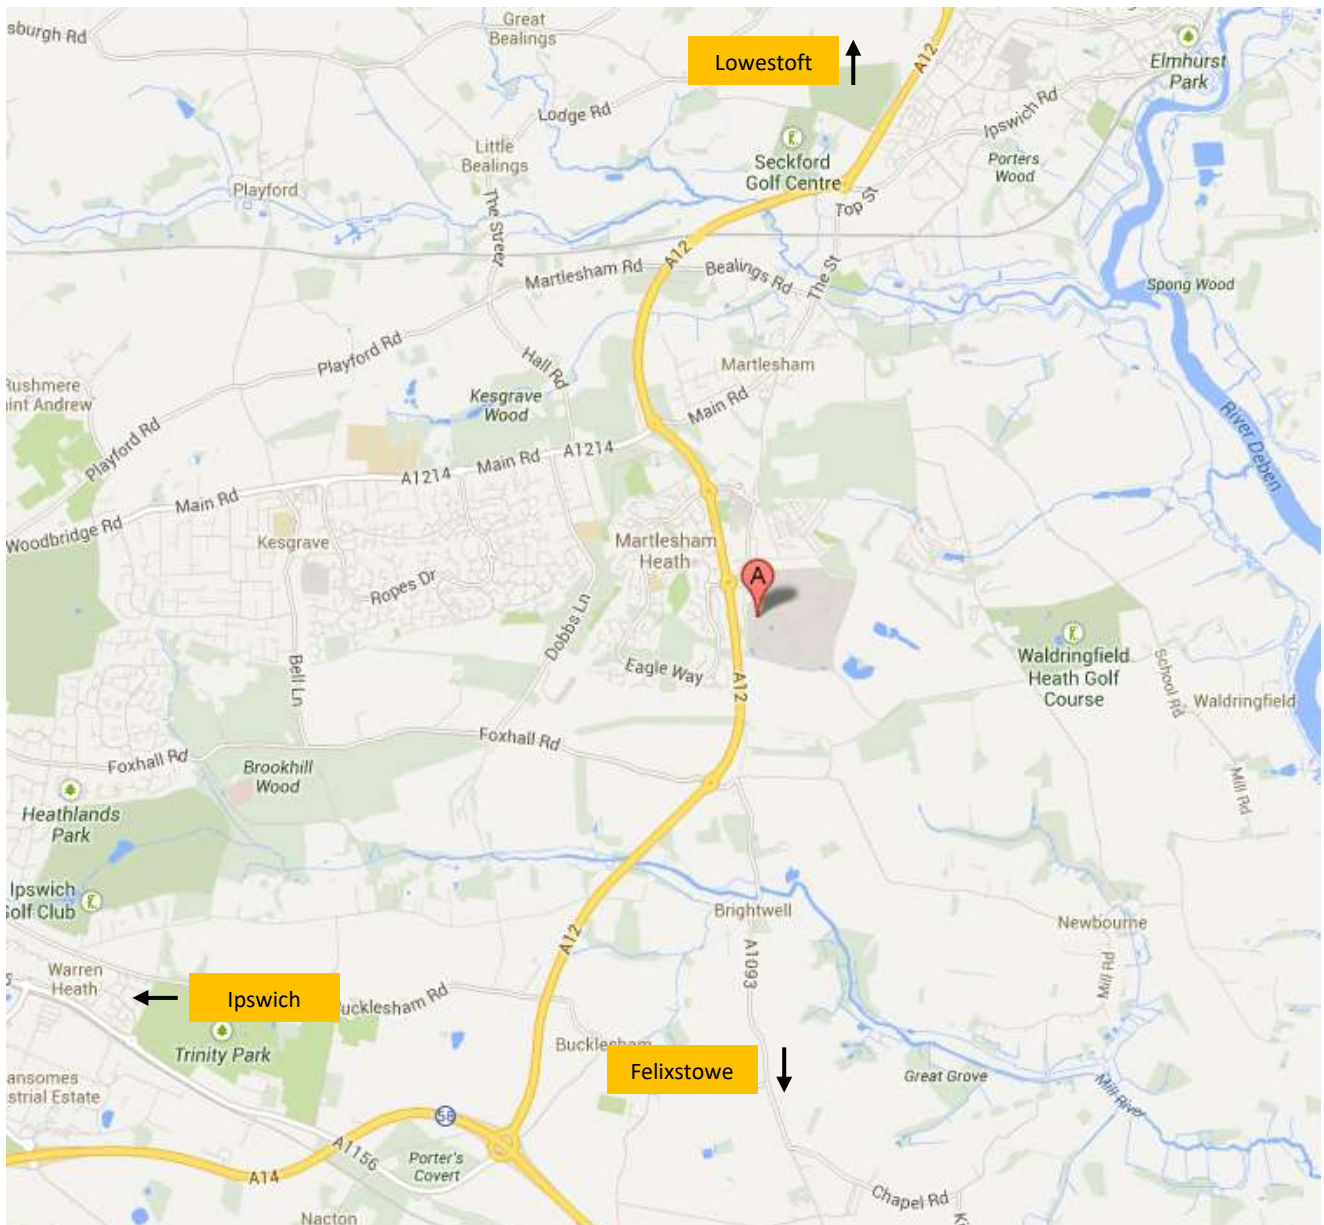 sburgh Rd
Great
Bealings
Lowestoft
A12
Elmhurst
Park
Lodge Rd
Ipswich Rd
Little
Bealings
Seckford
Golf Centre
Porters
Wood
Playford
The Street
Top St
A12
Martlesham Rd
Bealings Rd
The St
Spong Wood
Playford Rd
Hall Rd
Martlesham
Rushmere
int Andrew
Kesgrave
Wood
Main Rd
River Deben
Playford Rd
A1214
Main Rd
A1214
Main Rd
Woodbridge Rd
Kesgrave
Martlesham
Heath
A
Ropes Dr
Dobbs Ln
Bell Ln
Eagle Way
A12
Waldringfield
Heath Golf
Course
School Rd
Waldringfield
Foxhall Rd
Foxhall Rd
Brookhill
Wood
Mill Rd
Heathlands
Park
Ipswich
Golf Club
Brightwell
Newbourne
A12
A1093
Mill Rd
Warren
Heath
Ipswich
Bucklesham Rd
Trinity Park
Bucklesham
Felixstowe
Great Grove
Mill River
ansomes
strial Estate
58
A1156
Porter's
Covert
A14
Chapel Rd
Nacton